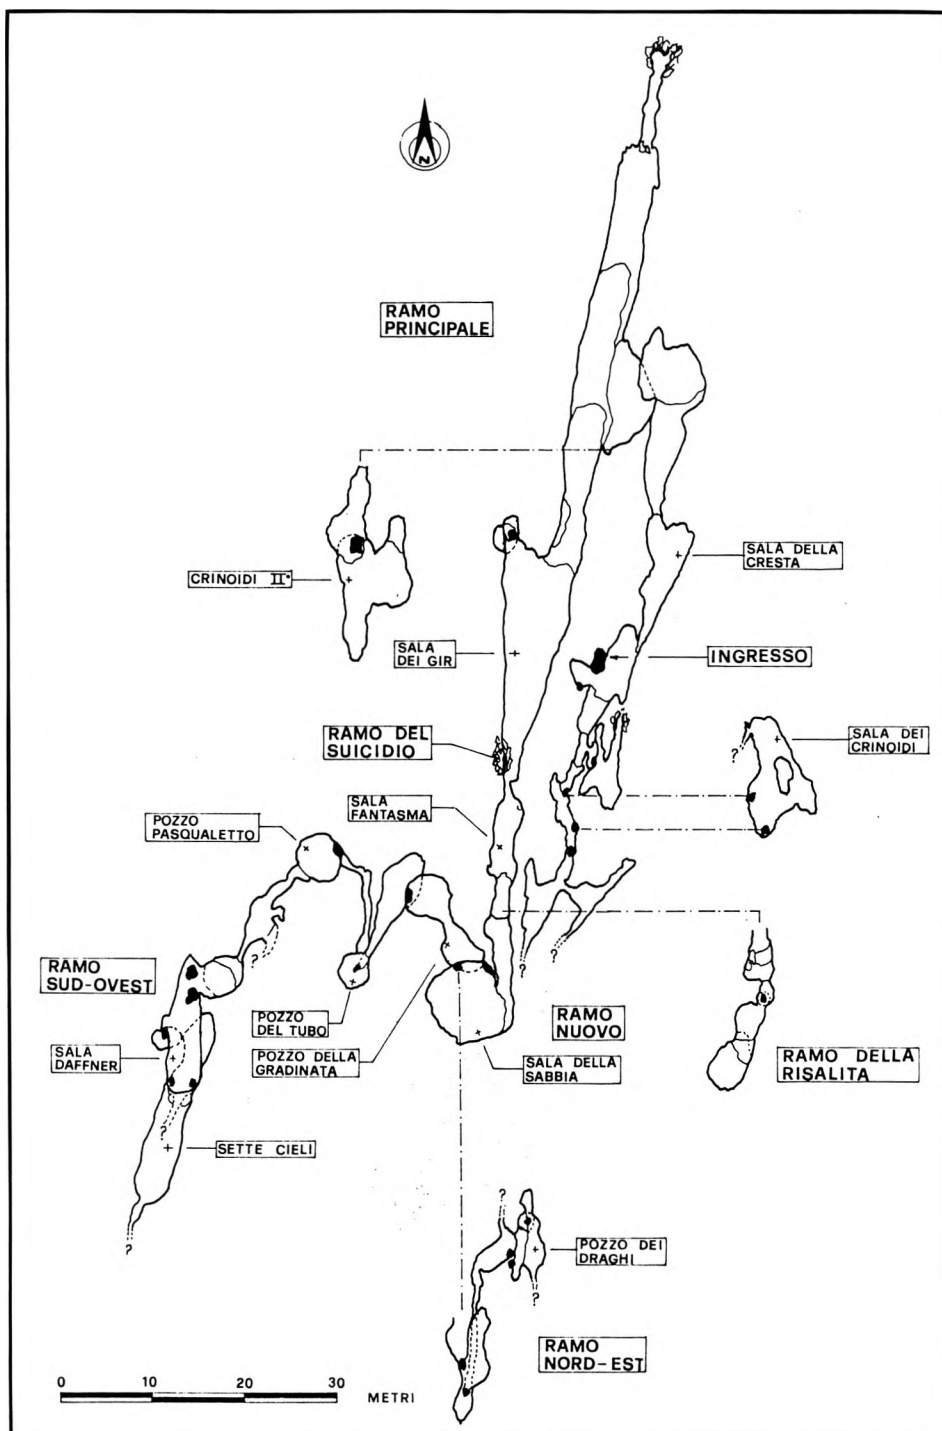 N
RAMO
PRINCIPALE
CRINOIDI II°
SALA DELLA
CRESTA
SALA
DEI GIR
INGRESSO
RAMO DEL
SUICIDIO
SALA DEI
CRINOIDI
?
SALA
FANTASMA
POZZO
PASQUALETTO
?
?
?
RAMO
SUD-OVEST
POZZO
DEL TUBO
RAMO
NUOVO
SALA
DAFFNER
POZZO DELLA
GRADINATA
SALA DELLA
SABBIA
RAMO DELLA
RISALITA
?
SETTE CIELI
?
?
POZZO DEI
DRAGHI
?
RAMO
NORD-EST
0 10 20 30
METRI